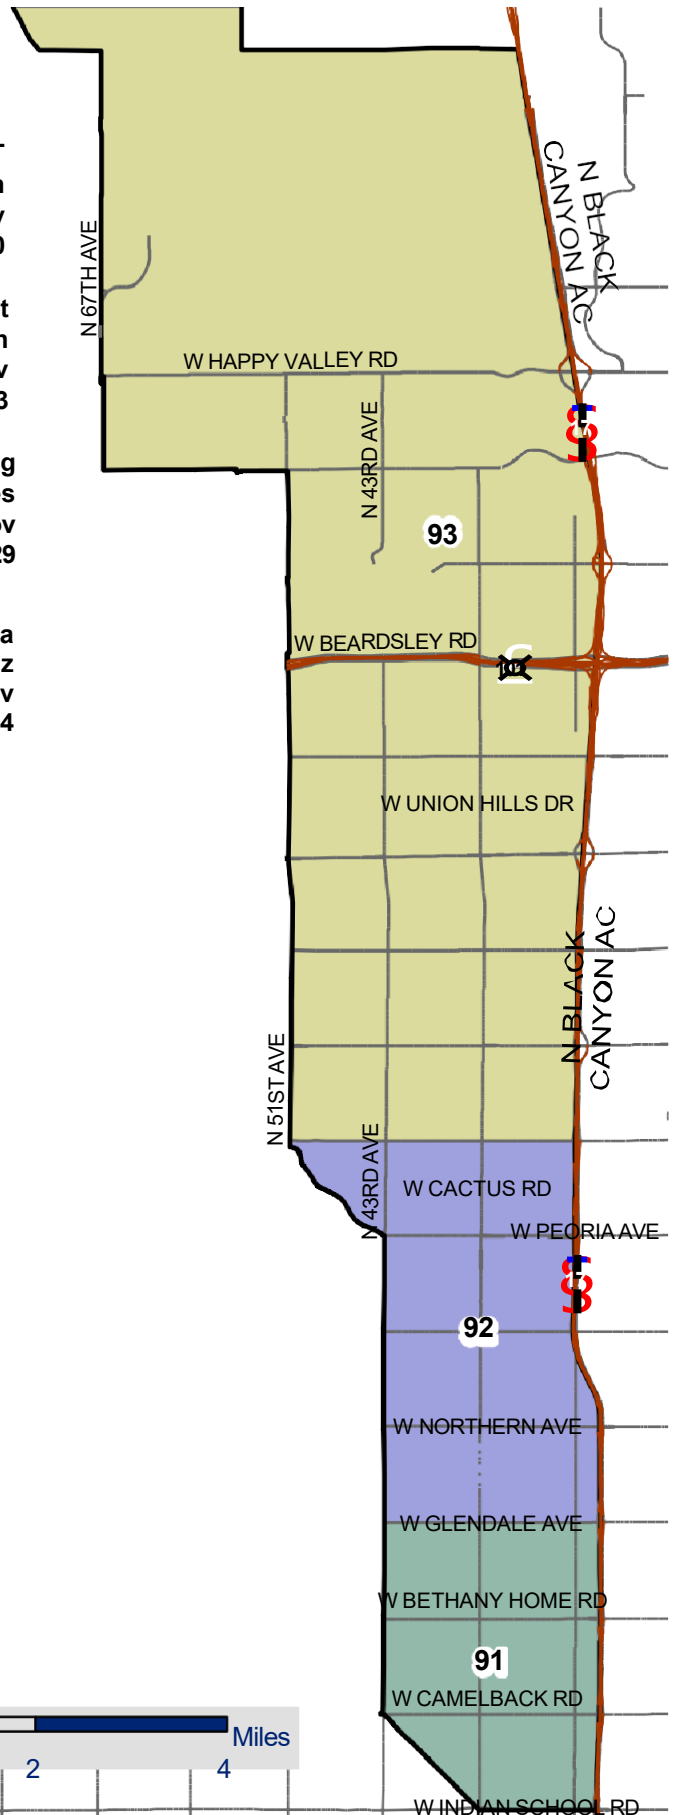 N BLACK
CANYON AC
N 67TH AVE
W HAPPY VALLEY RD
N 43RD AVE
93
W BEARDSLEY RD
W UNION HILLS DR
N BLACK
CANYON AC
N 51ST AVE
N 43RD AVE
W CACTUS RD
W PEORIA AVE
92
W NORTHERN AVE
W GLENDALE AVE
W BETHANY HOME RD
91
W CAMELBACK RD
Miles
2
4
W INDIAN SCHOOL RD